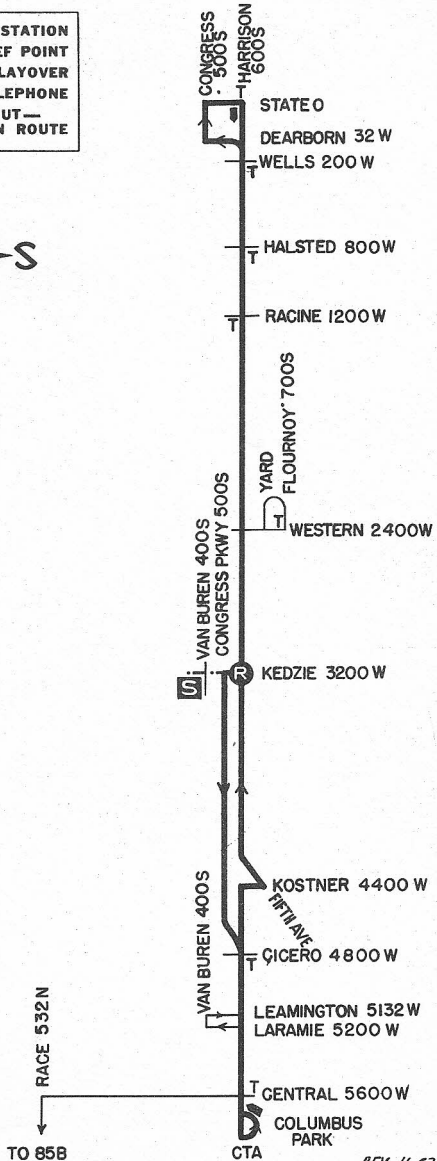 STATION
EF POINT
LAYOVER
LEPHONE
UT—
N ROUTE
S
CONGRESS
500S
HARRISON
600S
T
STATE 0
DEARBORN 32 W
WELLS 200 W
T
HALSTED 800 W
T
RACINE 1200 W
T
YARD
FLOURNOY 700S
T
WESTERN 2400W
VAN BUREN 400S
CONGRESS PKWY 500S
S
R
KEDZIE 3200 W
KOSTNER 4400 W
FIFTH AVE
CICERO 4800 W
T
VAN BUREN 400S
LEAMINGTON 5132 W
LARAMIE 5200 W
RACE 532 N
T
CENTRAL 5600 W
COLUMBUS
PARK
TO 85B
CTA